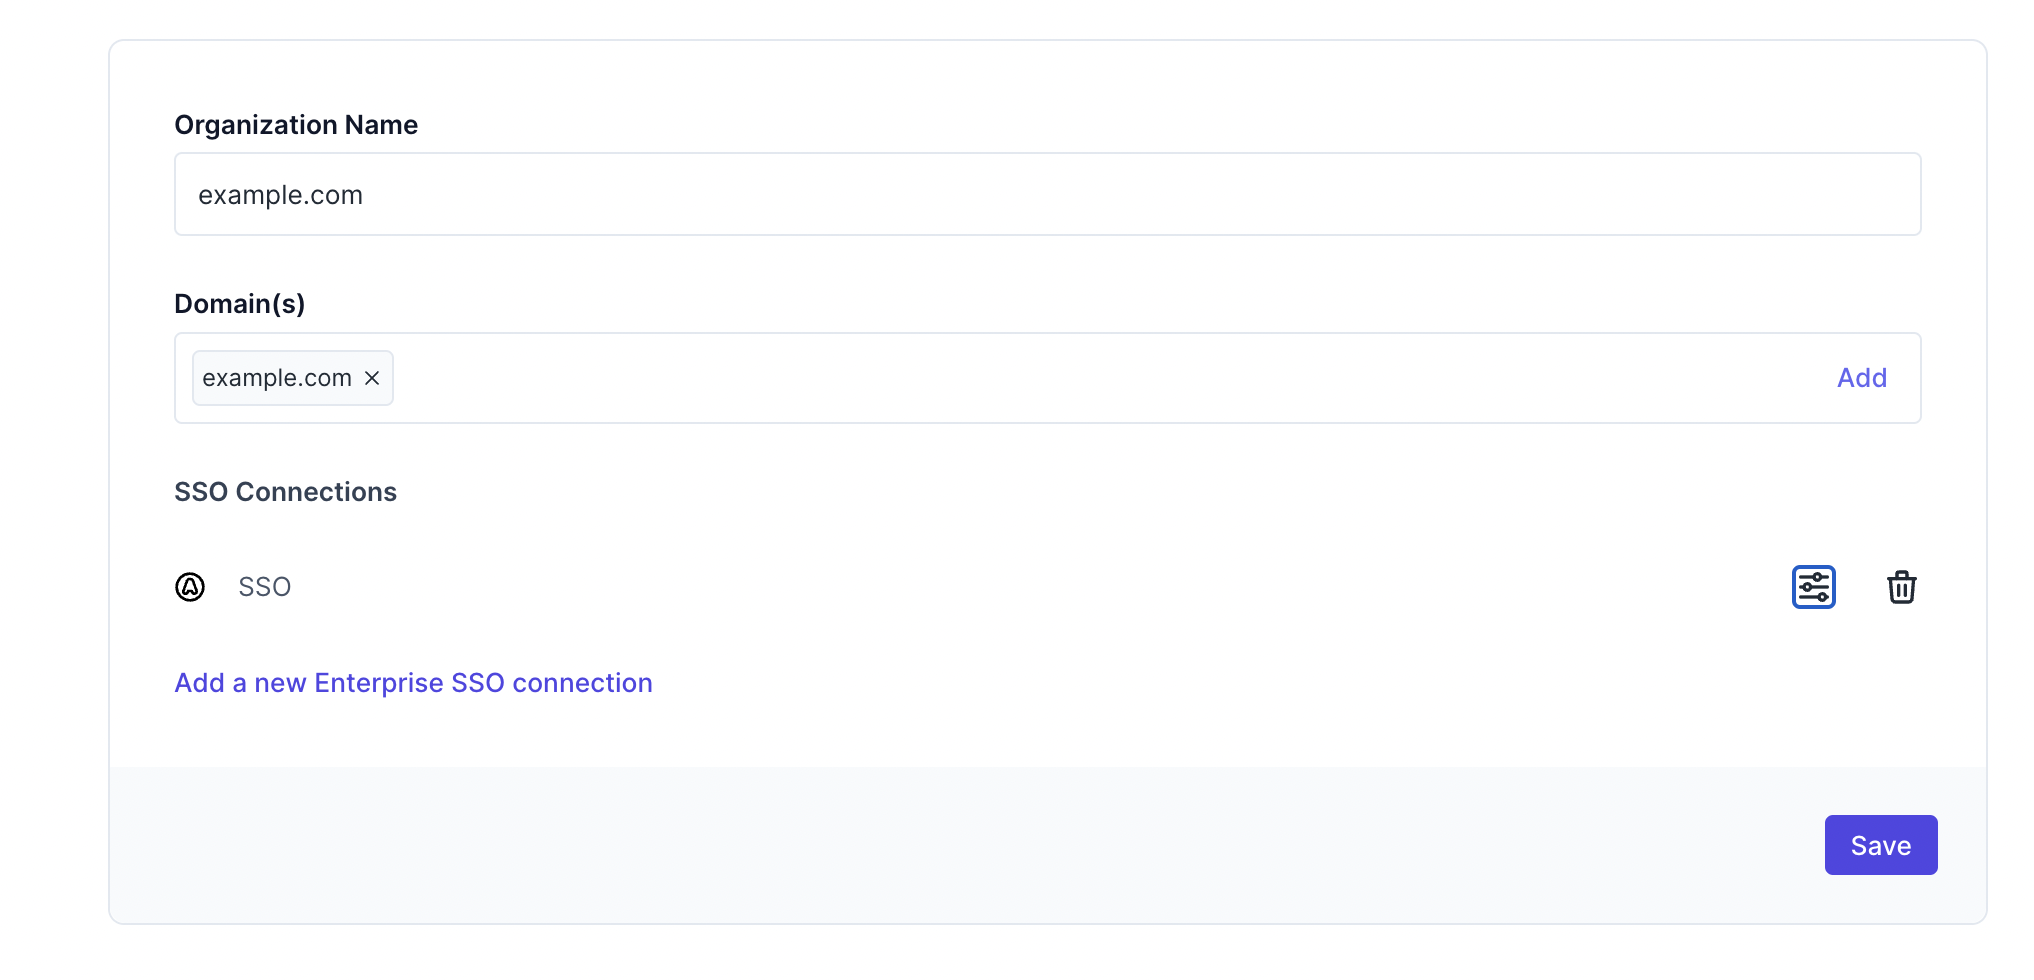 Organization Name
example.com
Domain(s)
example.com
Add
SSO Connections
SSO
Add a new Enterprise SSO connection
Save